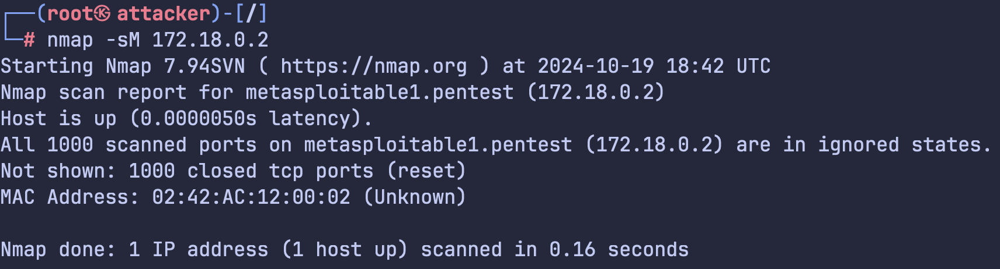 ┌──(root㉿attacker)-[/]
└─# nmap -sM 172.18.0.2
Starting Nmap 7.94SVN ( https://nmap.org ) at 2024-10-19 18:42 UTC
Nmap scan report for metasploitable1.pentest (172.18.0.2)
Host is up (0.0000050s latency).
All 1000 scanned ports on metasploitable1.pentest (172.18.0.2) are in ignored states.
Not shown: 1000 closed tcp ports (reset)
MAC Address: 02:42:AC:12:00:02 (Unknown)
Nmap done: 1 IP address (1 host up) scanned in 0.16 seconds